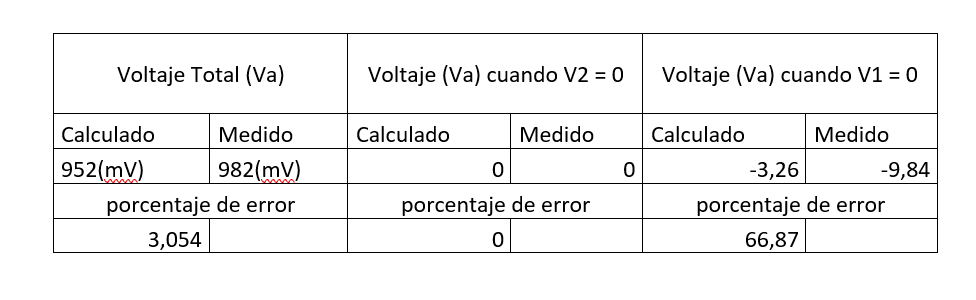 Voltaje Total (Va) Voltaje (Va) cuando V2 = 0 Voltaje (Va) cuando V1 = 0
Calculado Medido Calculado Medido Calculado Medido
952(mV) 982(mV) 0 0 -3,26 -9,84
porcentaje de error porcentaje de error porcentaje de error
3,054 0 66,87